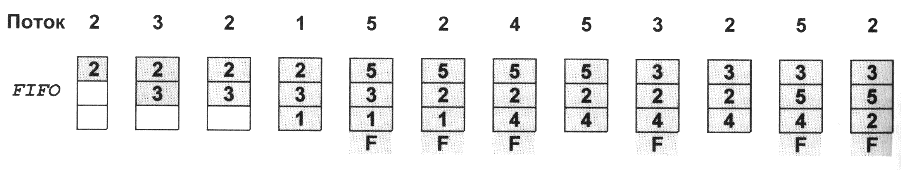 Поток 2 3 2 1 5 2 4 5 3 2 5 2
2 2 2 2 5 5 5 5 3 3 3 3
FIFO 3 3 3 3 2 2 2 2 2 5 5
1 1 1 4 4 4 4 4 2
F F F F F F